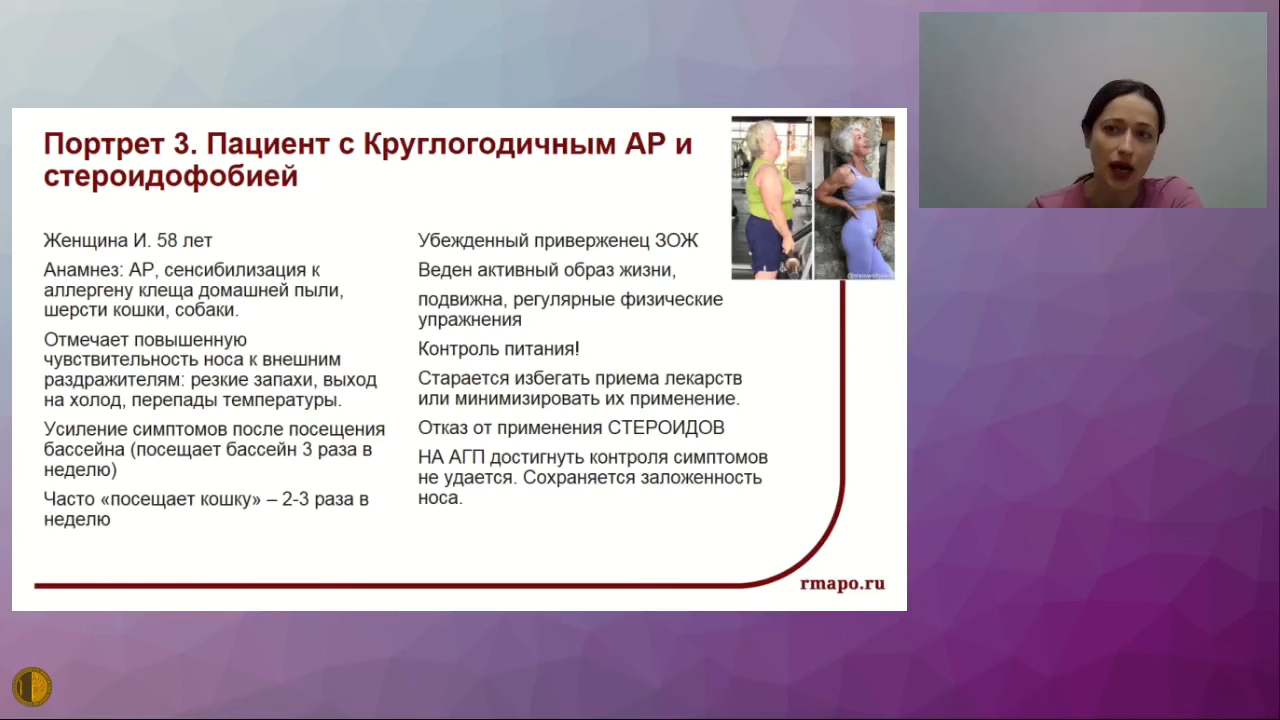 Портрет 3. Пациент с Круглогодичным АР и
стероидофобией
Женщина И. 58 лет
Анамнез: АР, сенсибилизация к
аллергену клеща домашней пыли,
шерсти кошки, собаки.
Отмечает повышенную
чувствительность носа к внешним
раздражителям: резкие запахи, выход
на холод, перепады температуры.
Усиление симптомов после посещения
бассейна (посещает бассейн 3 раза в
неделю)
Часто «посещает кошку» – 2-3 раза в
неделю
Убежденный приверженец ЗОЖ
Веден активный образ жизни,
подвижна, регулярные физические
упражнения
Контроль питания!
Старается избегать приема лекарств
или минимизировать их применение.
Отказ от применения СТЕРОИДОВ
НА АГП достигнуть контроля симптомов
не удается. Сохраняется заложенность
носа.
rmapo.ru